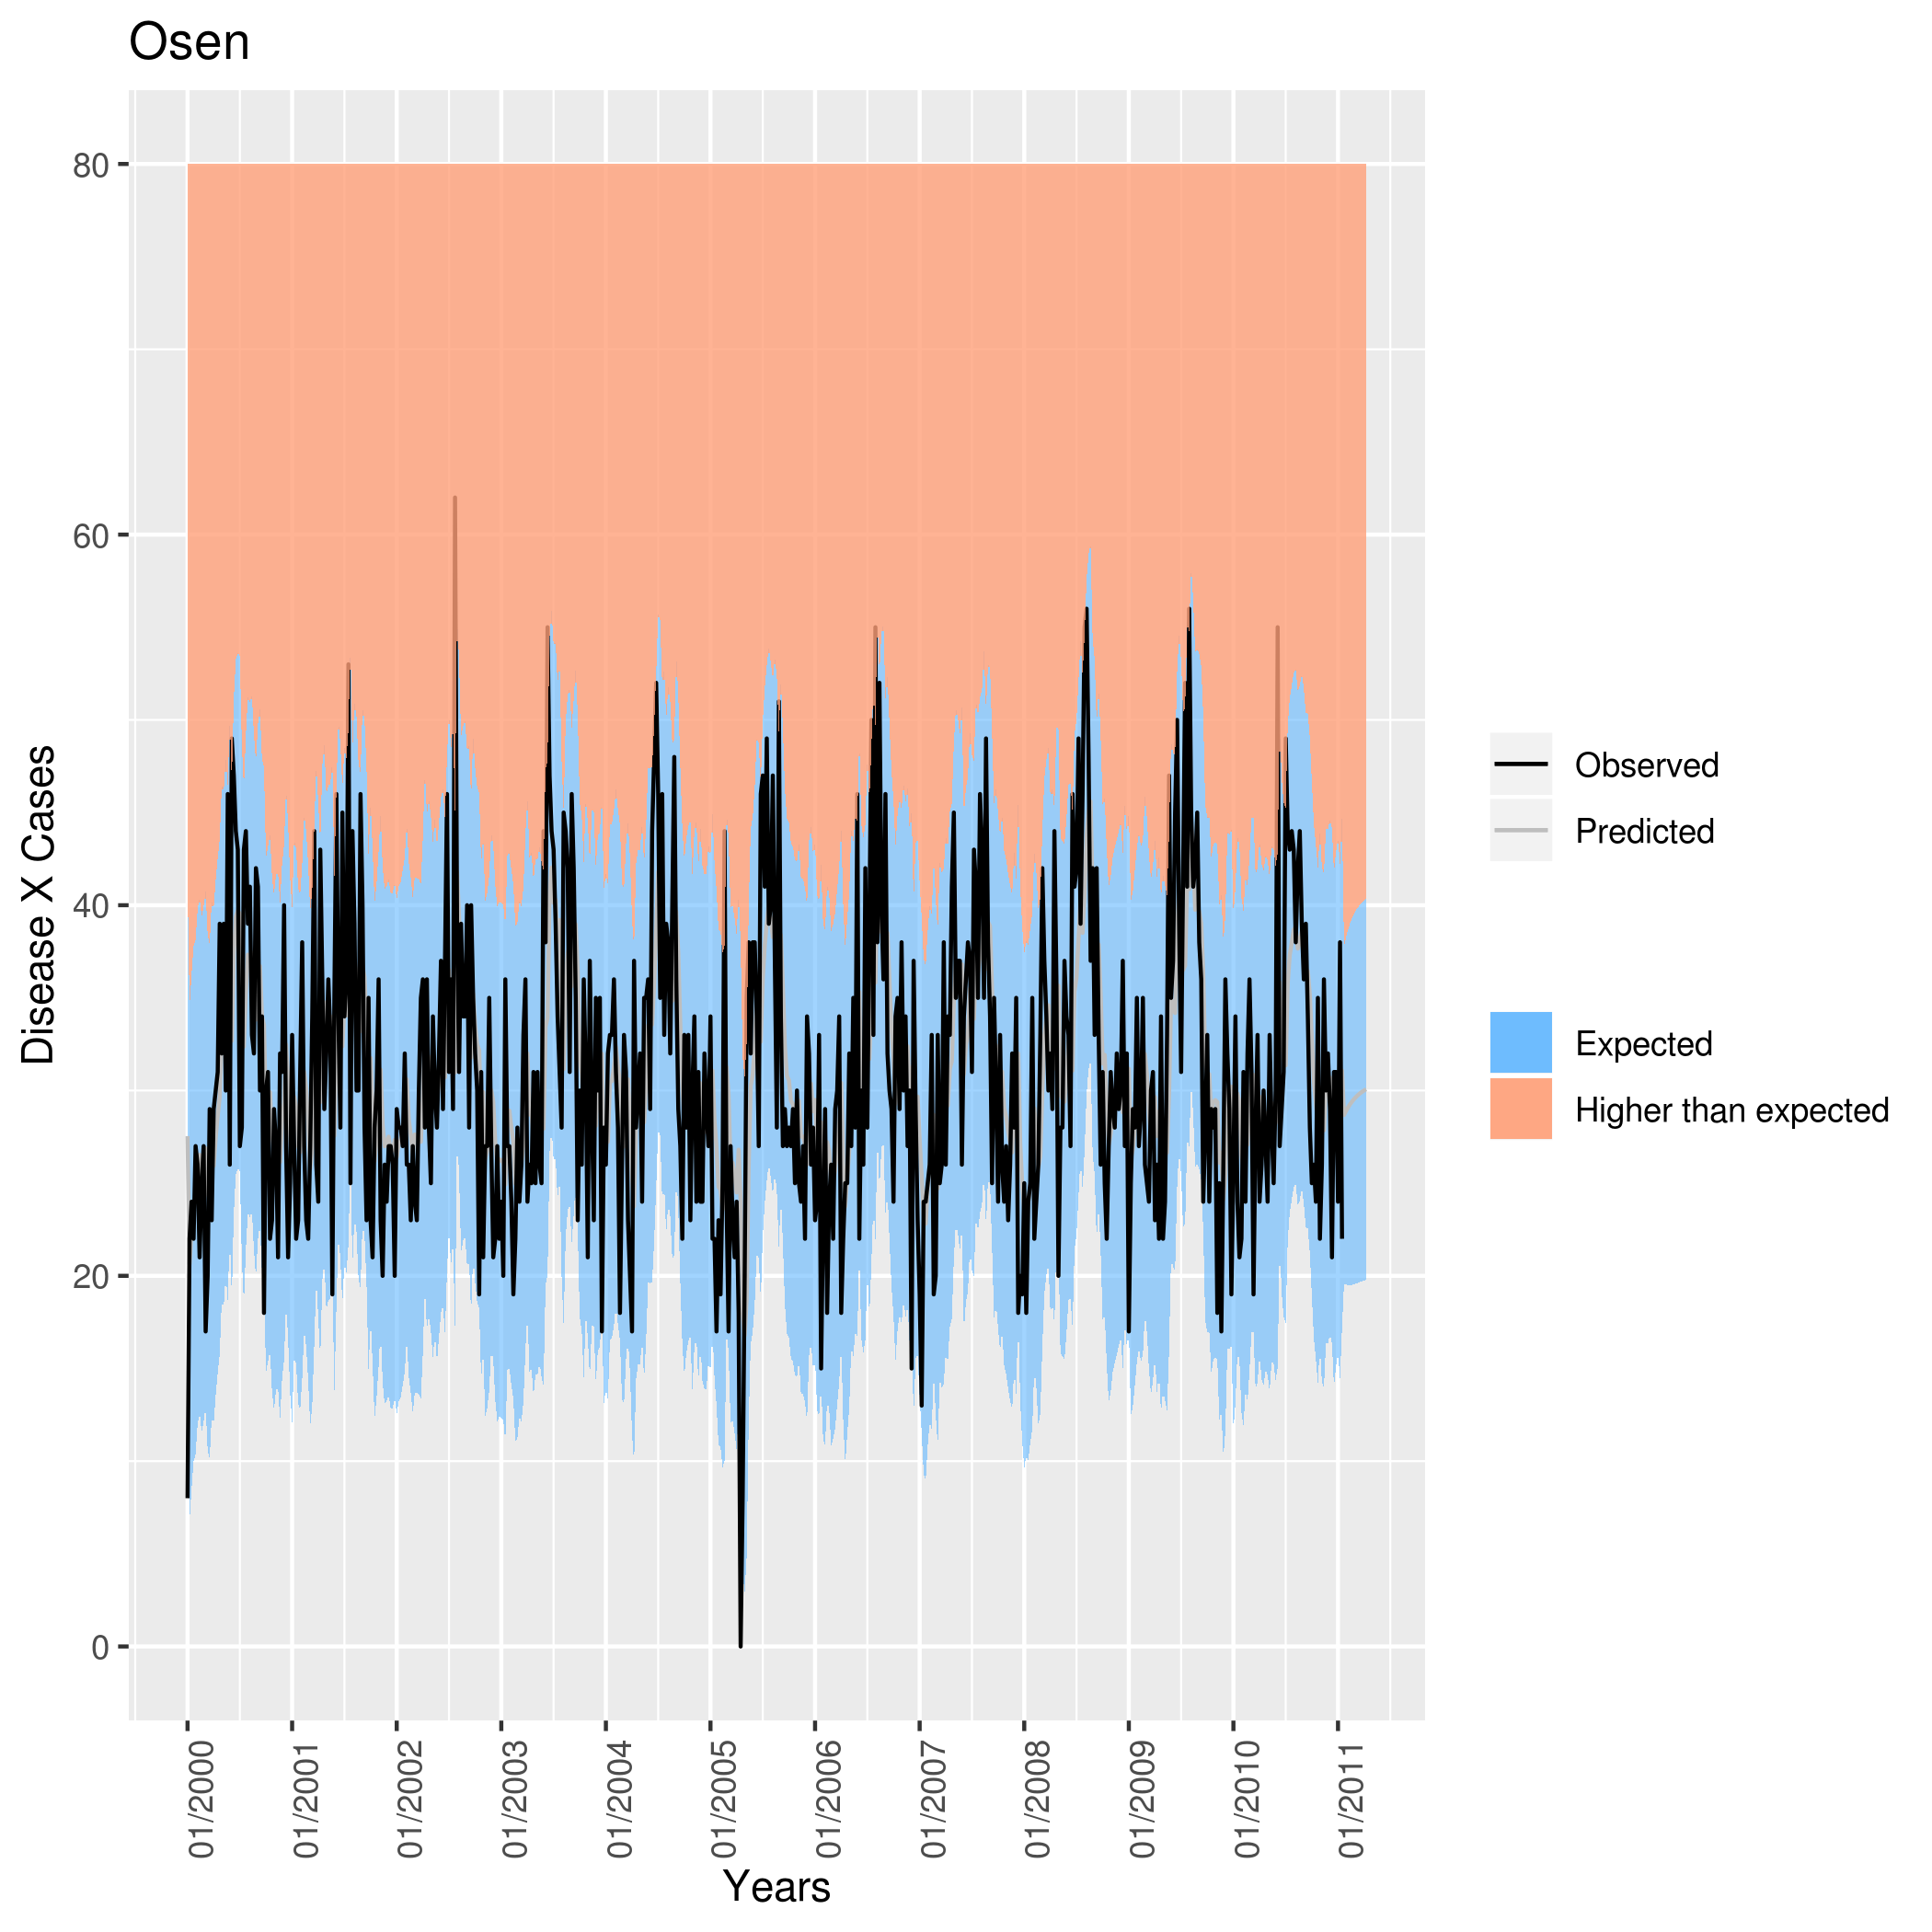 Osen
Disease X Cases
80
60
40
20
0
01/2000
01/2001
01/2002
01/2003
01/2004
01/2005
01/2006
01/2007
01/2008
01/2009
01/2010
01/2011
Years
Observed
Predicted
Expected
Higher than expected